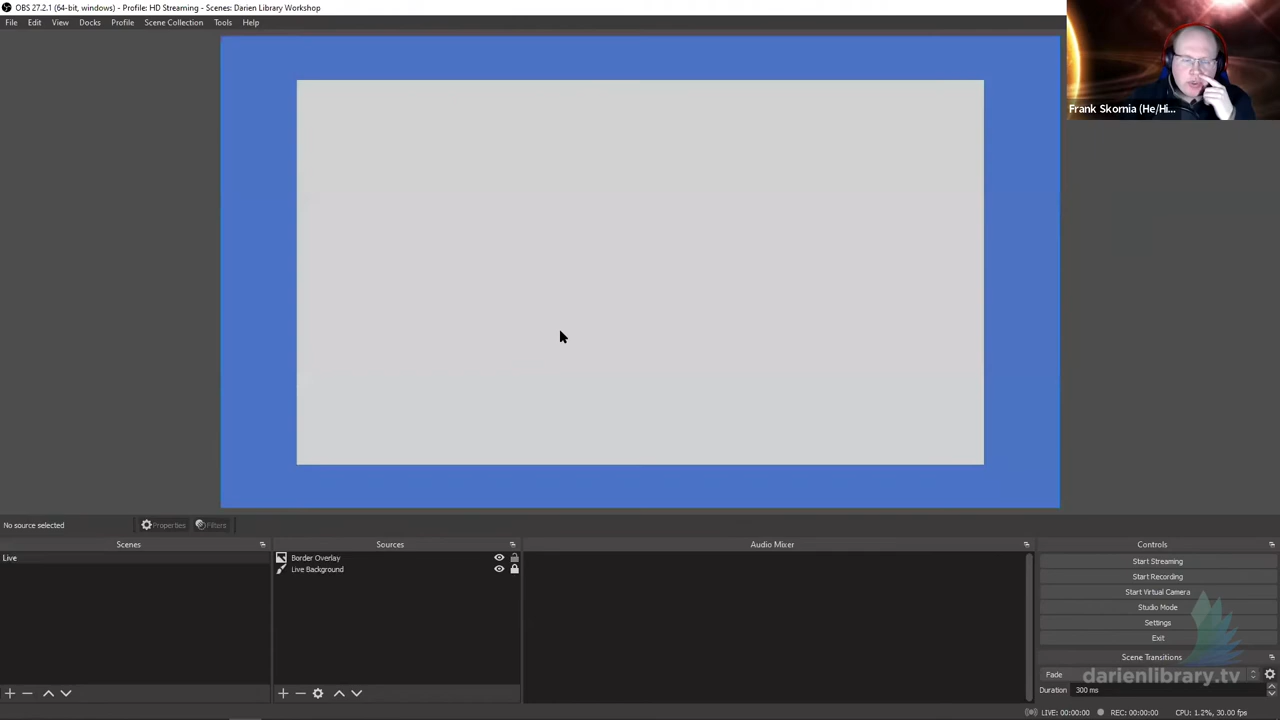 OBS 27.2.1 (64-bit, windows) - Profile: HD Streaming - Scenes: Darien Library Workshop
File Edit View Docks Profile Scene Collection Tools Help
Frank Skornia (He/Hi...
No source selected Properties Filters
Scenes Sources Audio Mixer Controls
Live
Border Overlay
Live Background
Start Streaming
Start Recording
Start Virtual Camera
Studio Mode
Settings
Exit
Scene Transitions
Fade
darienlibrary.tv
Duration 300 ms
LIVE: 00:00:00 REC: 00:00:00 CPU: 1.2%, 30.00 fps